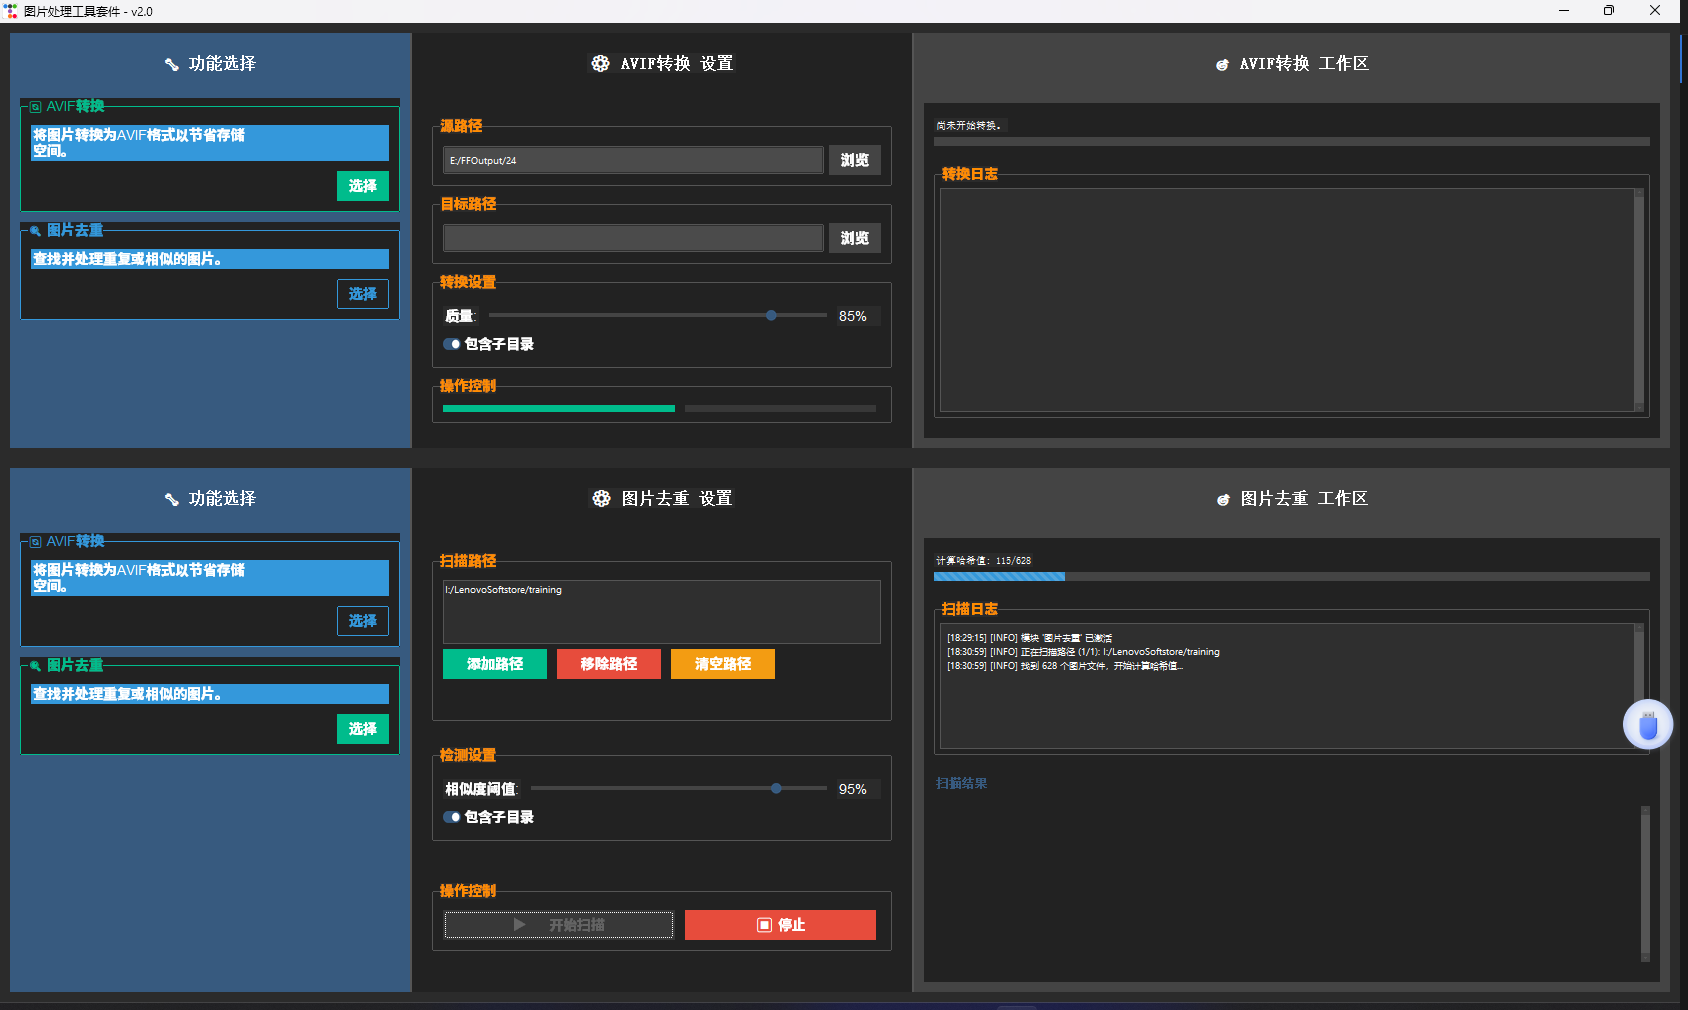 图片处理工具套件 - v2.0
功能选择
AVIF转换
将图片转换为AVIF格式以节省存储
空间。
选择
图片去重
查找并处理重复或相似的图片。
选择
AVIF转换 设置
源路径
E:/FFOutput/24
浏览
目标路径
浏览
转换设置
质量:
85%
包含子目录
操作控制
AVIF转换 工作区
尚未开始转换。
转换日志
功能选择
AVIF转换
将图片转换为AVIF格式以节省存储
空间。
选择
图片去重
查找并处理重复或相似的图片。
选择
图片去重 设置
扫描路径
I:/LenovoSoftstore/training
添加路径
移除路径
清空路径
检测设置
相似度阈值:
95%
包含子目录
操作控制
开始扫描
停止
图片去重 工作区
计算哈希值: 115/628
扫描日志
[18:29:15] [INFO] 模块 '图片去重' 已激活
[18:30:59] [INFO] 正在扫描路径 (1/1): I:/LenovoSoftstore/training
[18:30:59] [INFO] 找到 628 个图片文件，开始计算哈希值...
扫描结果